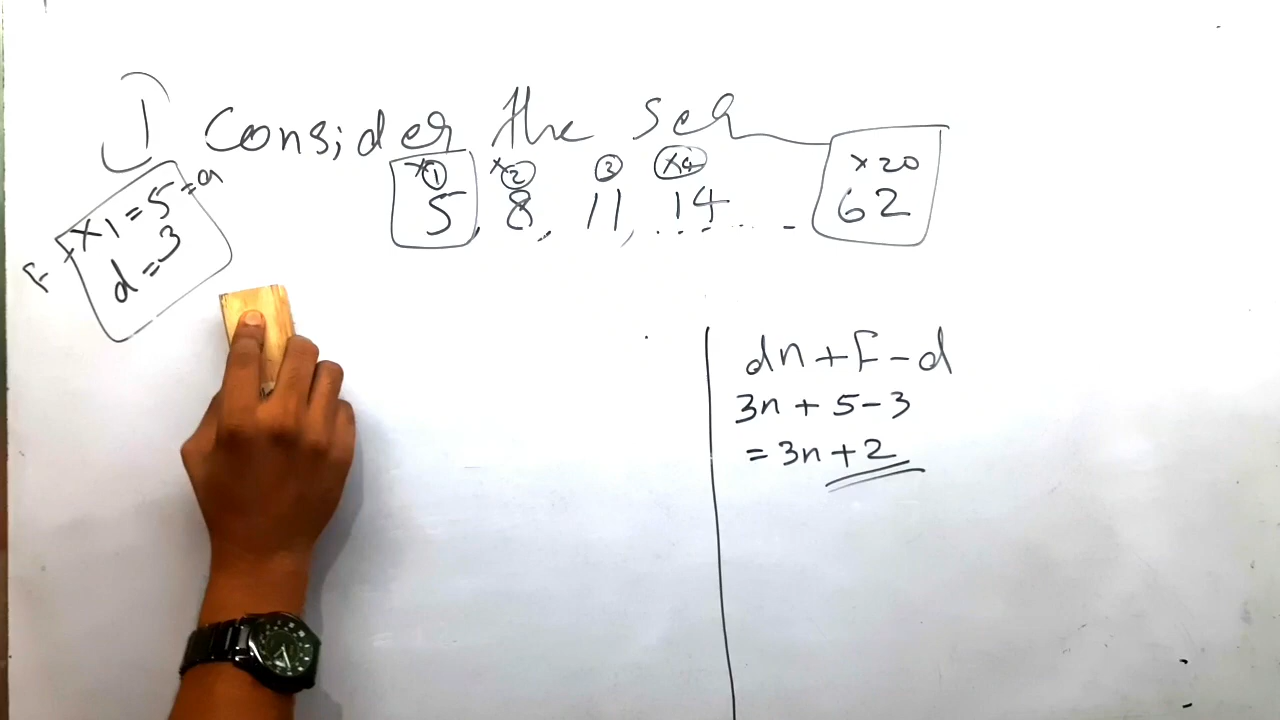 1) Consider the
x1 x2 3 x4 x20
5, 8, 11, 14....... 62
x1 = 5 = a
F
d = 3
dn + F - d
3n + 5 - 3
= 3n + 2